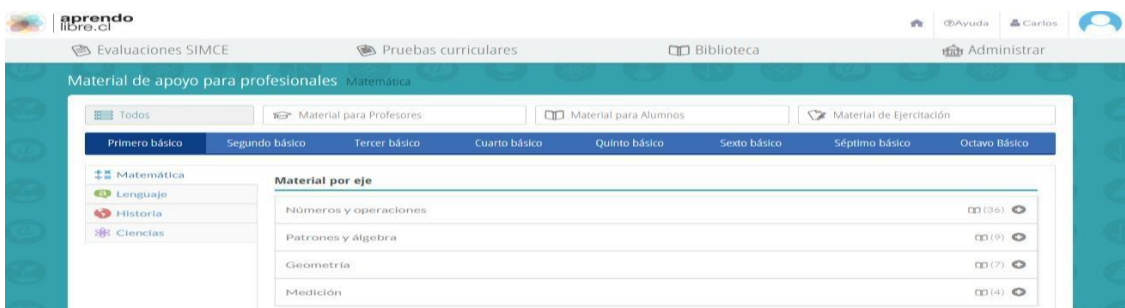 aprendo
libre.cl
Ayuda
Carlos
Evaluaciones SIMCE
Pruebas curriculares
Biblioteca
Administrar
Material de apoyo para profesionales Matemática
Todos
Material para Profesores
Material para Alumnos
Material de Ejercitación
Primero básico
Segundo básico
Tercer básico
Cuarto básico
Quinto básico
Sexto básico
Séptimo básico
Octavo Básico
Matemática
Lenguaje
Historia
Ciencias
Material por eje
Números y operaciones (36)
Patrones y álgebra (9)
Geometría (7)
Medición (4)